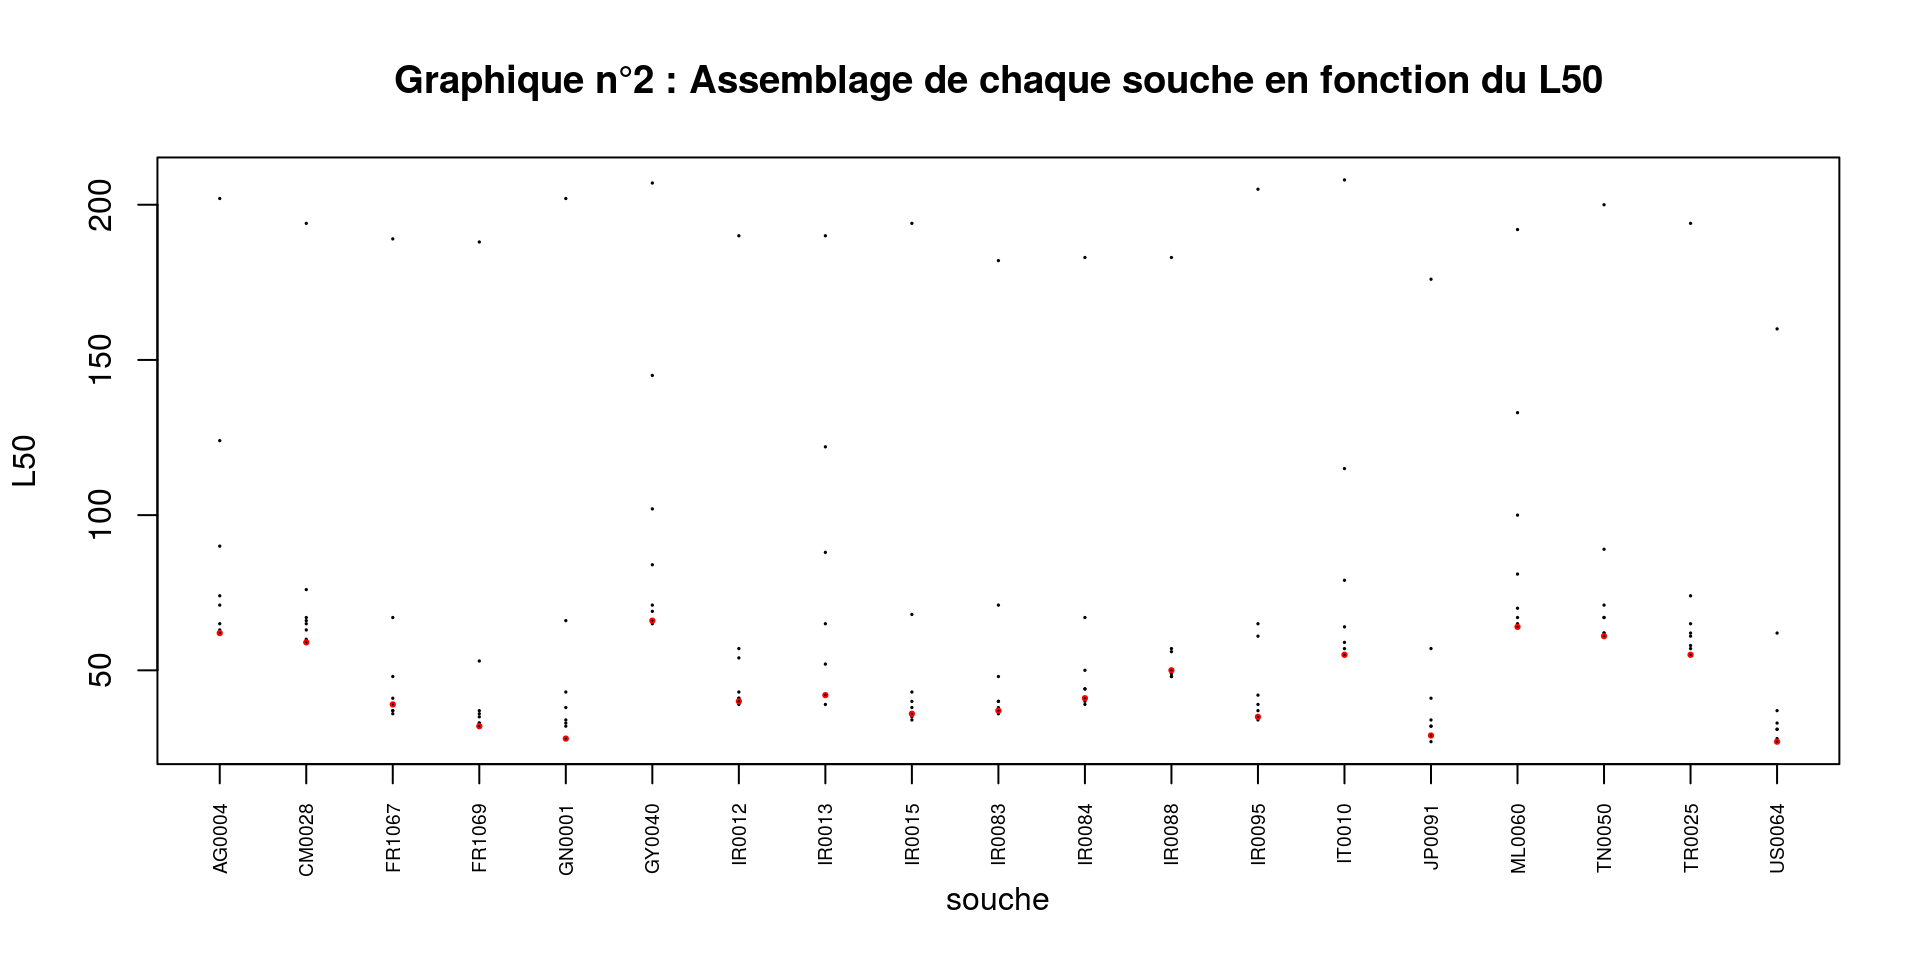 Graphique n°2 : Assemblage de chaque souche en fonction du L50
L50
200
150
100
50
AG0004
CM0028
FR1067
FR1069
GN0001
GY0040
IR0012
IR0013
IR0015
IR0083
IR0084
IR0088
IR0095
IT0010
JP0091
ML0060
TN0050
TR0025
US0064
souche